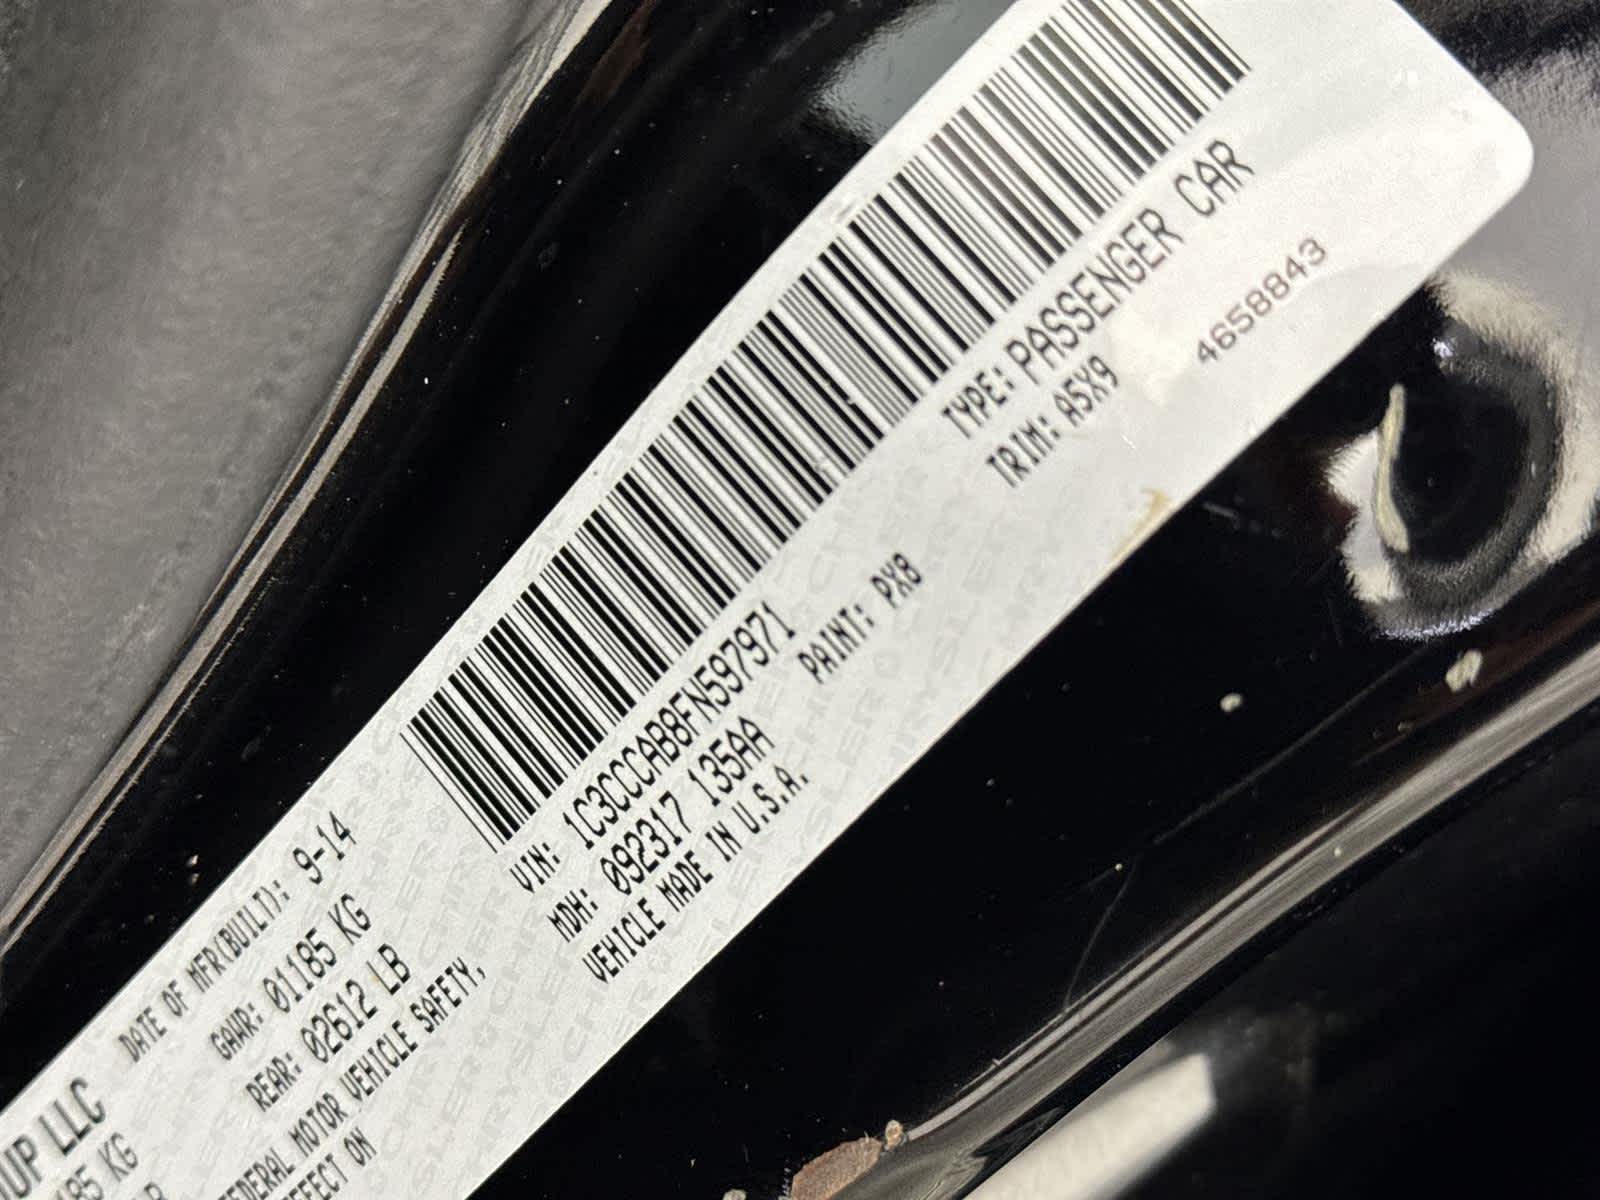 UP LLC
DATE OF MFR(BUILT): 9-14
185 KG
GAWR: 01185 KG
REAR: 02612 LB
FEDERAL MOTOR VEHICLE SAFETY,
EFFECT ON
VIN: 1C3CCCAB8FN597971
MDH: 092317 135AA
VEHICLE MADE IN U.S.A.
PAINT: PX8
TYPE: PASSENGER CAR
TRIM: A5X9
4658843